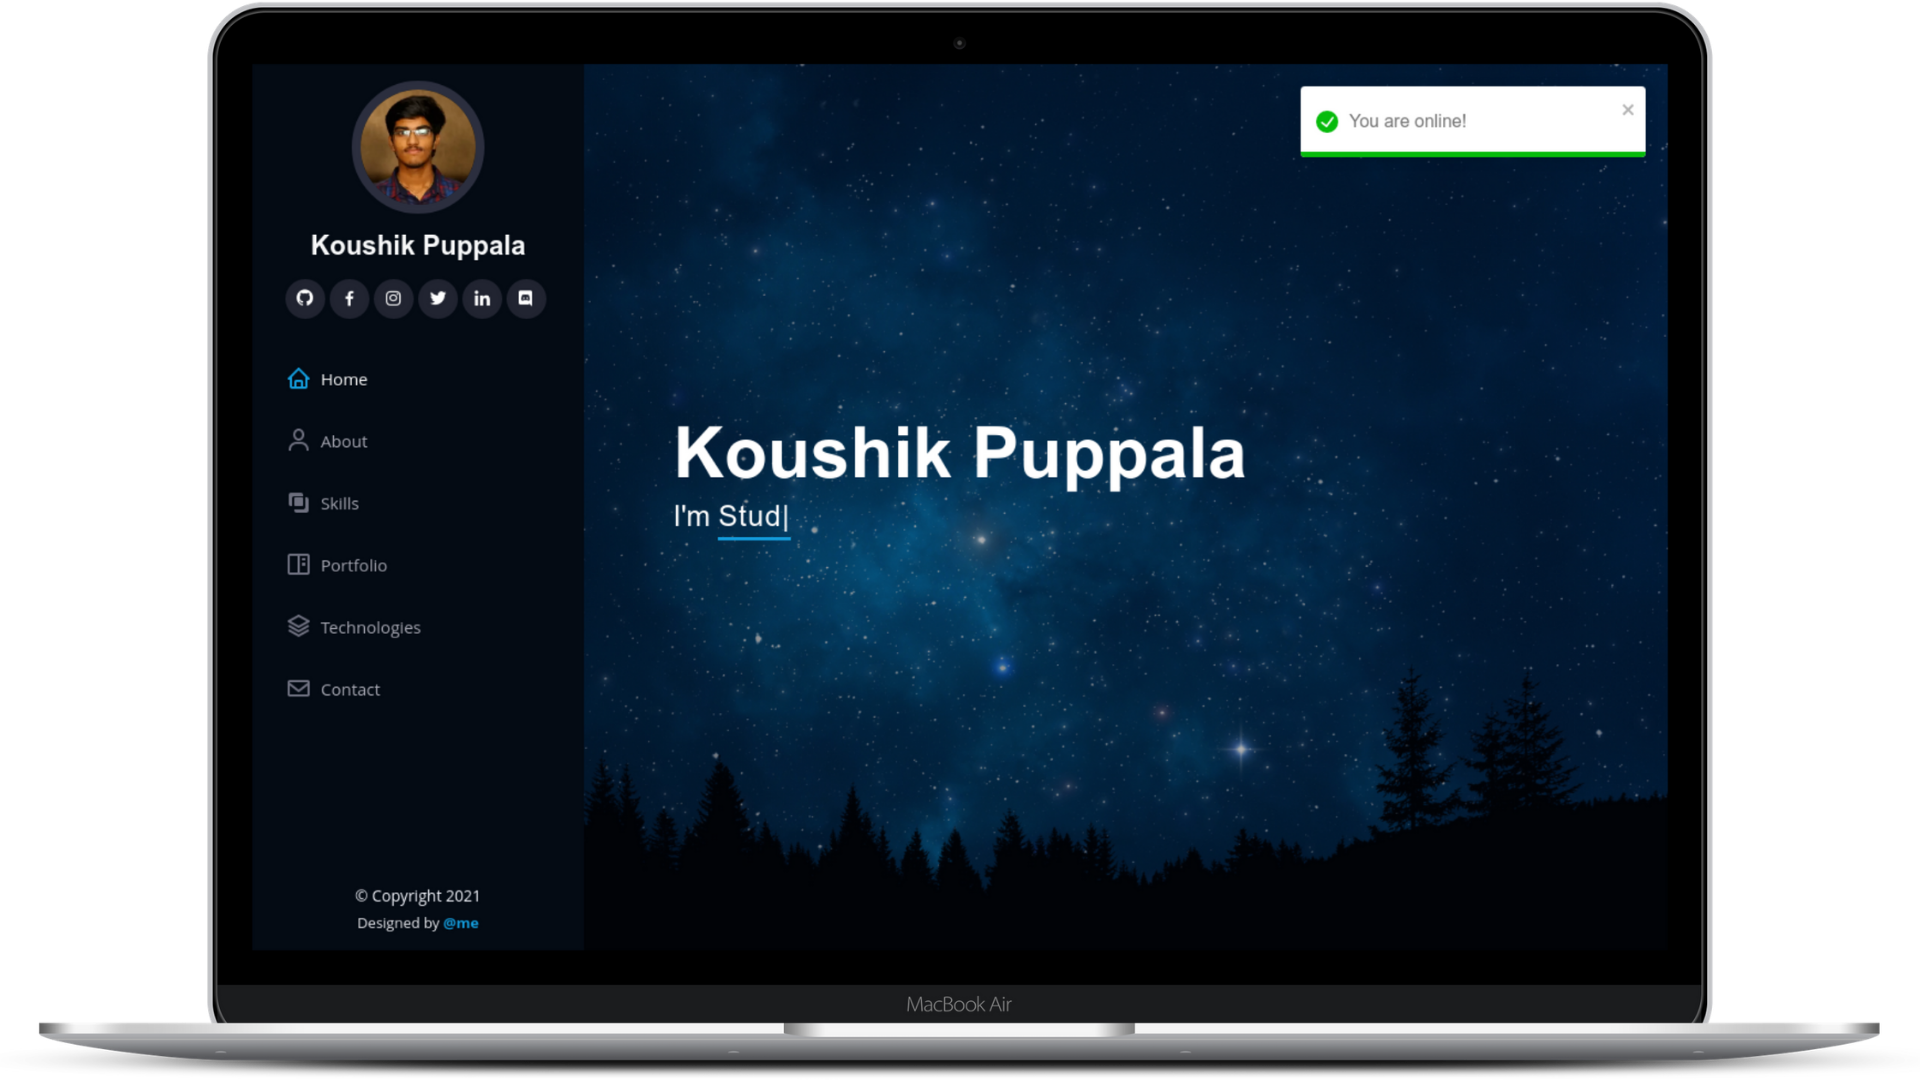 Koushik Puppala
Home
About
Skills
Portfolio
Technologies
Contact
© Copyright 2021
Designed by @me
You are online!
Koushik Puppala
I'm Stud|
MacBook Air